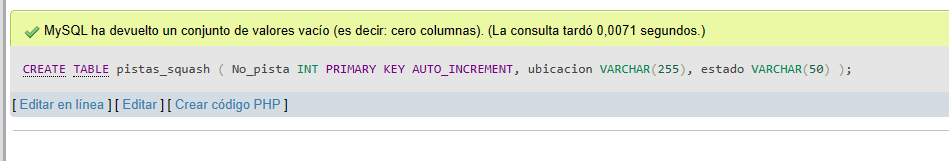 MySQL ha devuelto un conjunto de valores vacío (es decir: cero columnas). (La consulta tardó 0,0071 segundos.)
CREATE TABLE pistas_squash ( No_pista INT PRIMARY KEY AUTO_INCREMENT, ubicacion VARCHAR(255), estado VARCHAR(50) );
[ Editar en línea ] [ Editar ] [ Crear código PHP ]